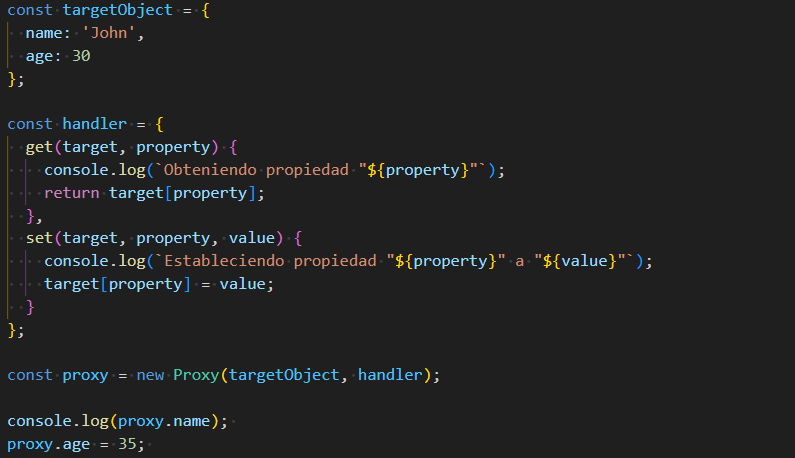 const targetObject = {
  name: 'John',
  age: 30
};

const handler = {
  get(target, property) {
    console.log(`Obteniendo propiedad "${property}"`);
    return target[property];
  },
  set(target, property, value) {
    console.log(`Estableciendo propiedad "${property}" a "${value}"`);
    target[property] = value;
  }
};

const proxy = new Proxy(targetObject, handler);

console.log(proxy.name);
proxy.age = 35;